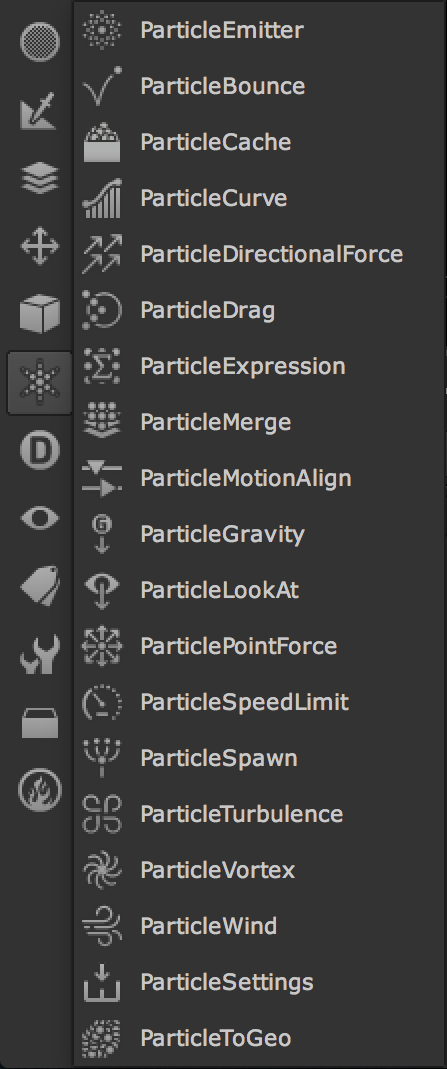 ParticleEmitter
ParticleBounce
ParticleCache
ParticleCurve
ParticleDirectionalForce
ParticleDrag
ParticleExpression
ParticleMerge
ParticleMotionAlign
ParticleGravity
ParticleLookAt
ParticlePointForce
ParticleSpeedLimit
ParticleSpawn
ParticleTurbulence
ParticleVortex
ParticleWind
ParticleSettings
ParticleToGeo